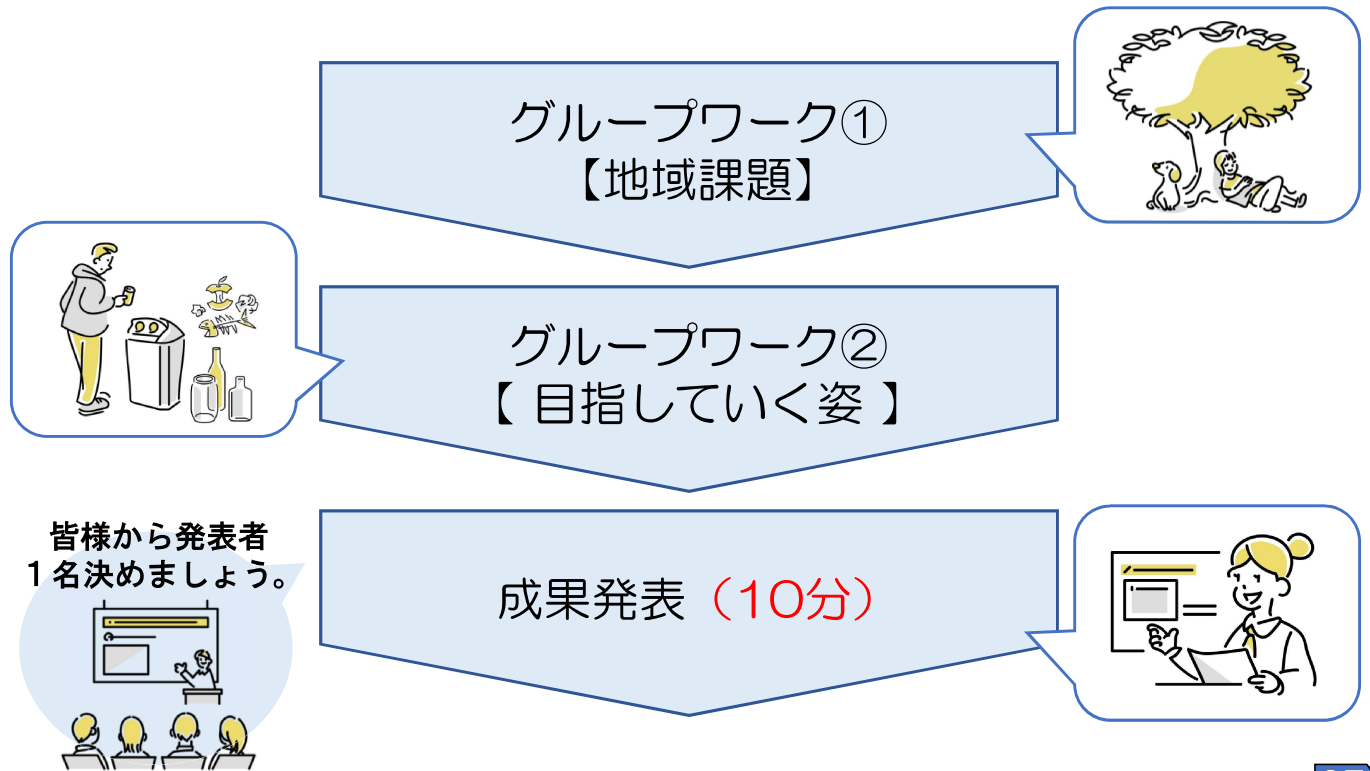 グループワーク①
【地域課題】
グループワーク②
【 目指していく姿 】
皆様から発表者
１名決めましょう。
成果発表（10分）